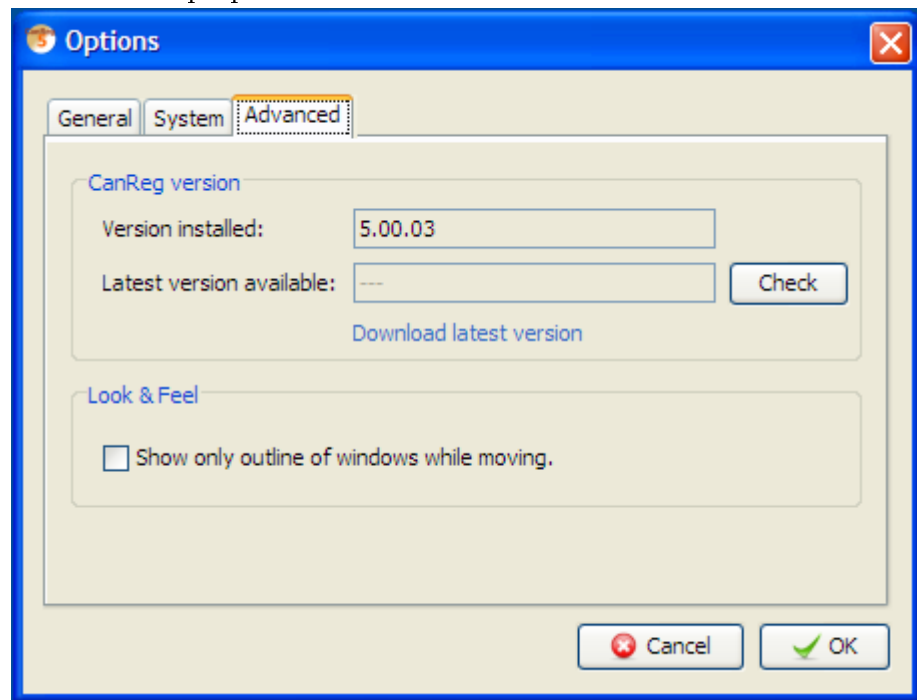 Options
General System Advanced
CanReg version
Version installed: 5.00.03
Latest version available: --- Check
Download latest version
Look & Feel
Show only outline of windows while moving.
Cancel OK